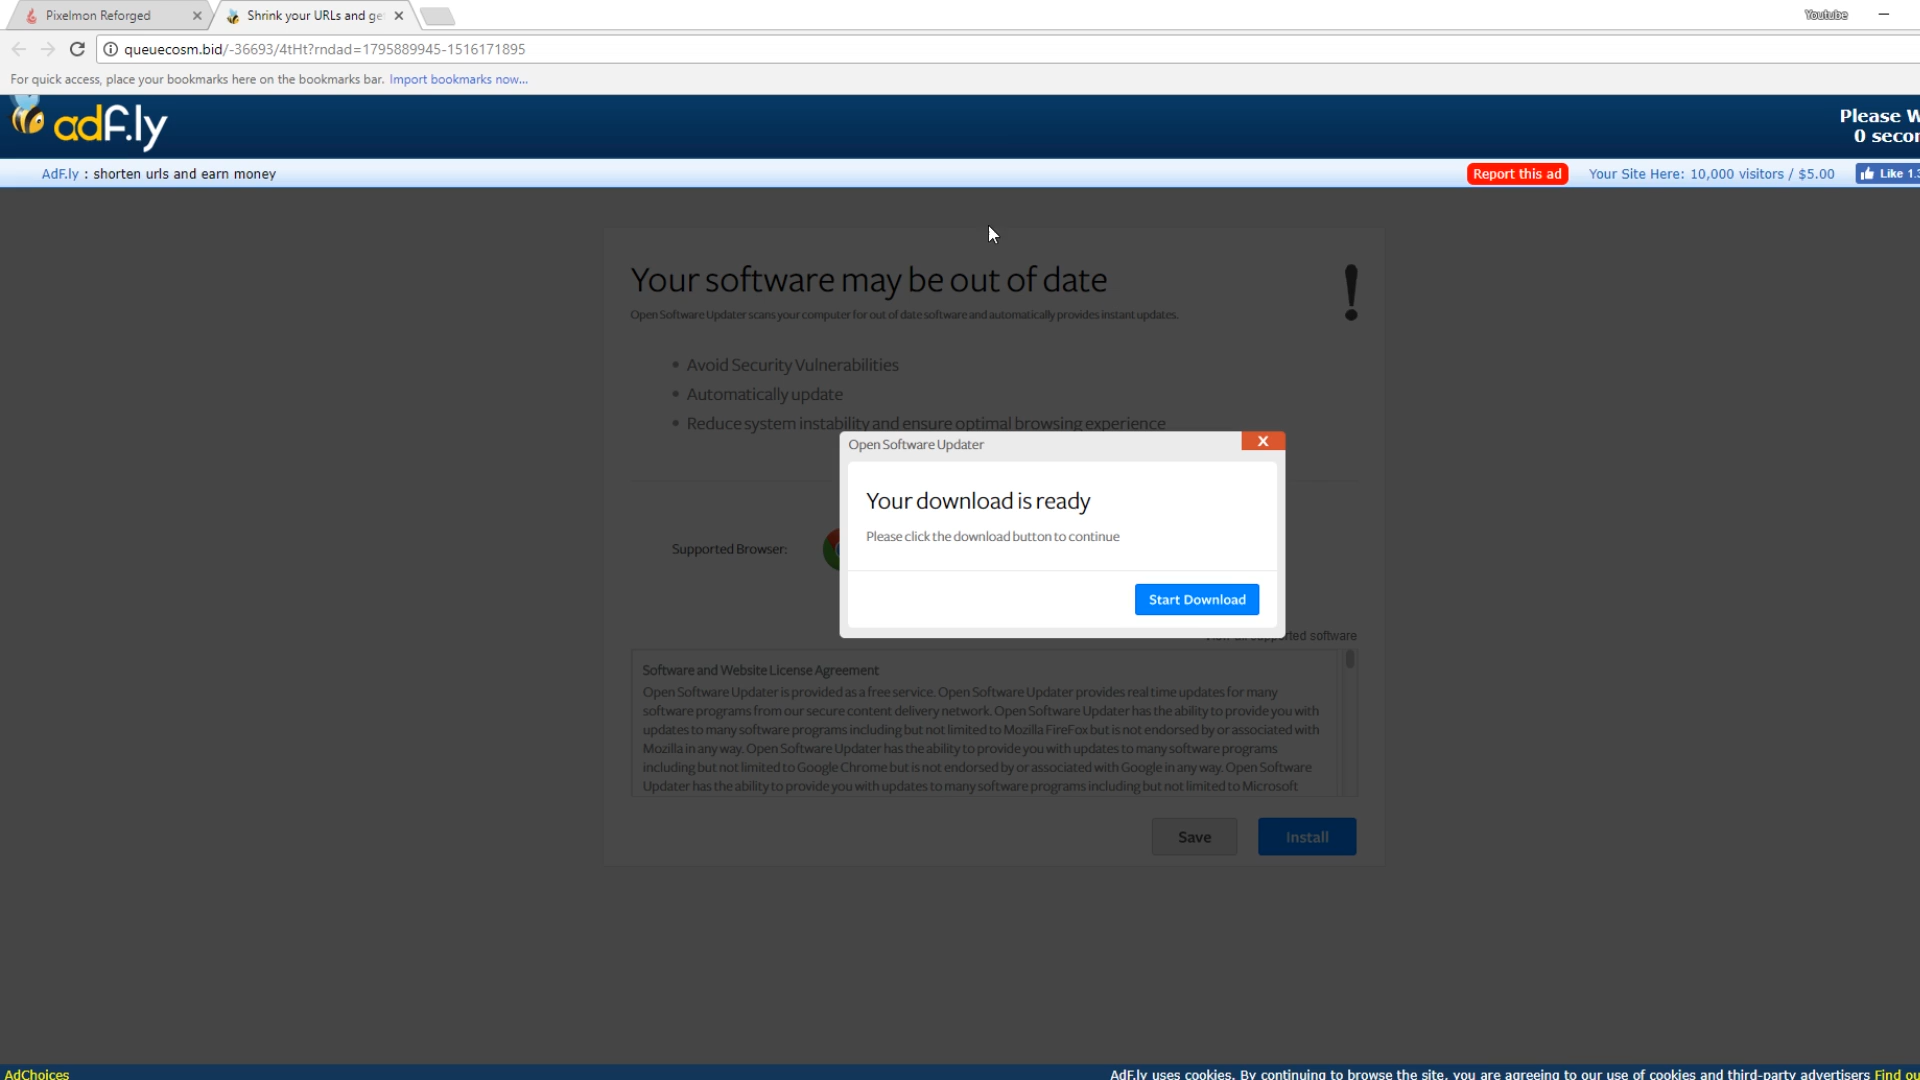 Pixelmon Reforged
Shrink your URLs and ge
Youtube
queuecosm.bid/-36693/4tHt?rndad=1795889945-1516171895
For quick access, place your bookmarks here on the bookmarks bar. Import bookmarks now...
adf.ly
Please W
0 secon
AdF.ly : shorten urls and earn money
Report this ad
Your Site Here: 10,000 visitors / $5.00
Like 1.3
Your software may be out of date
Open Software Updater scans your computer for out of date software and automatically provides instant updates.
• Avoid Security Vulnerabilities
• Automatically update
• Reduce system instability and ensure optimal browsing experience
Open Software Updater
X
Your download is ready
Please click the download button to continue
Supported Browser:
Start Download
supported software
Software and Website License Agreement
Open Software Updater is provided as a free service. Open Software Updater provides real time updates for many
software programs from our secure content delivery network. Open Software Updater has the ability to provide you with
updates to many software programs including but not limited to Mozilla FireFox but is not endorsed by or associated with
Mozilla in any way. Open Software Updater has the ability to provide you with updates to many software programs
including but not limited to Google Chrome but is not endorsed by or associated with Google in any way. Open Software
Updater has the ability to provide you with updates to many software programs including but not limited to Microsoft
Save
Install
AdChoices
AdF.ly uses cookies. By continuing to browse the site, you are agreeing to our use of cookies and third-party advertisers Find ou